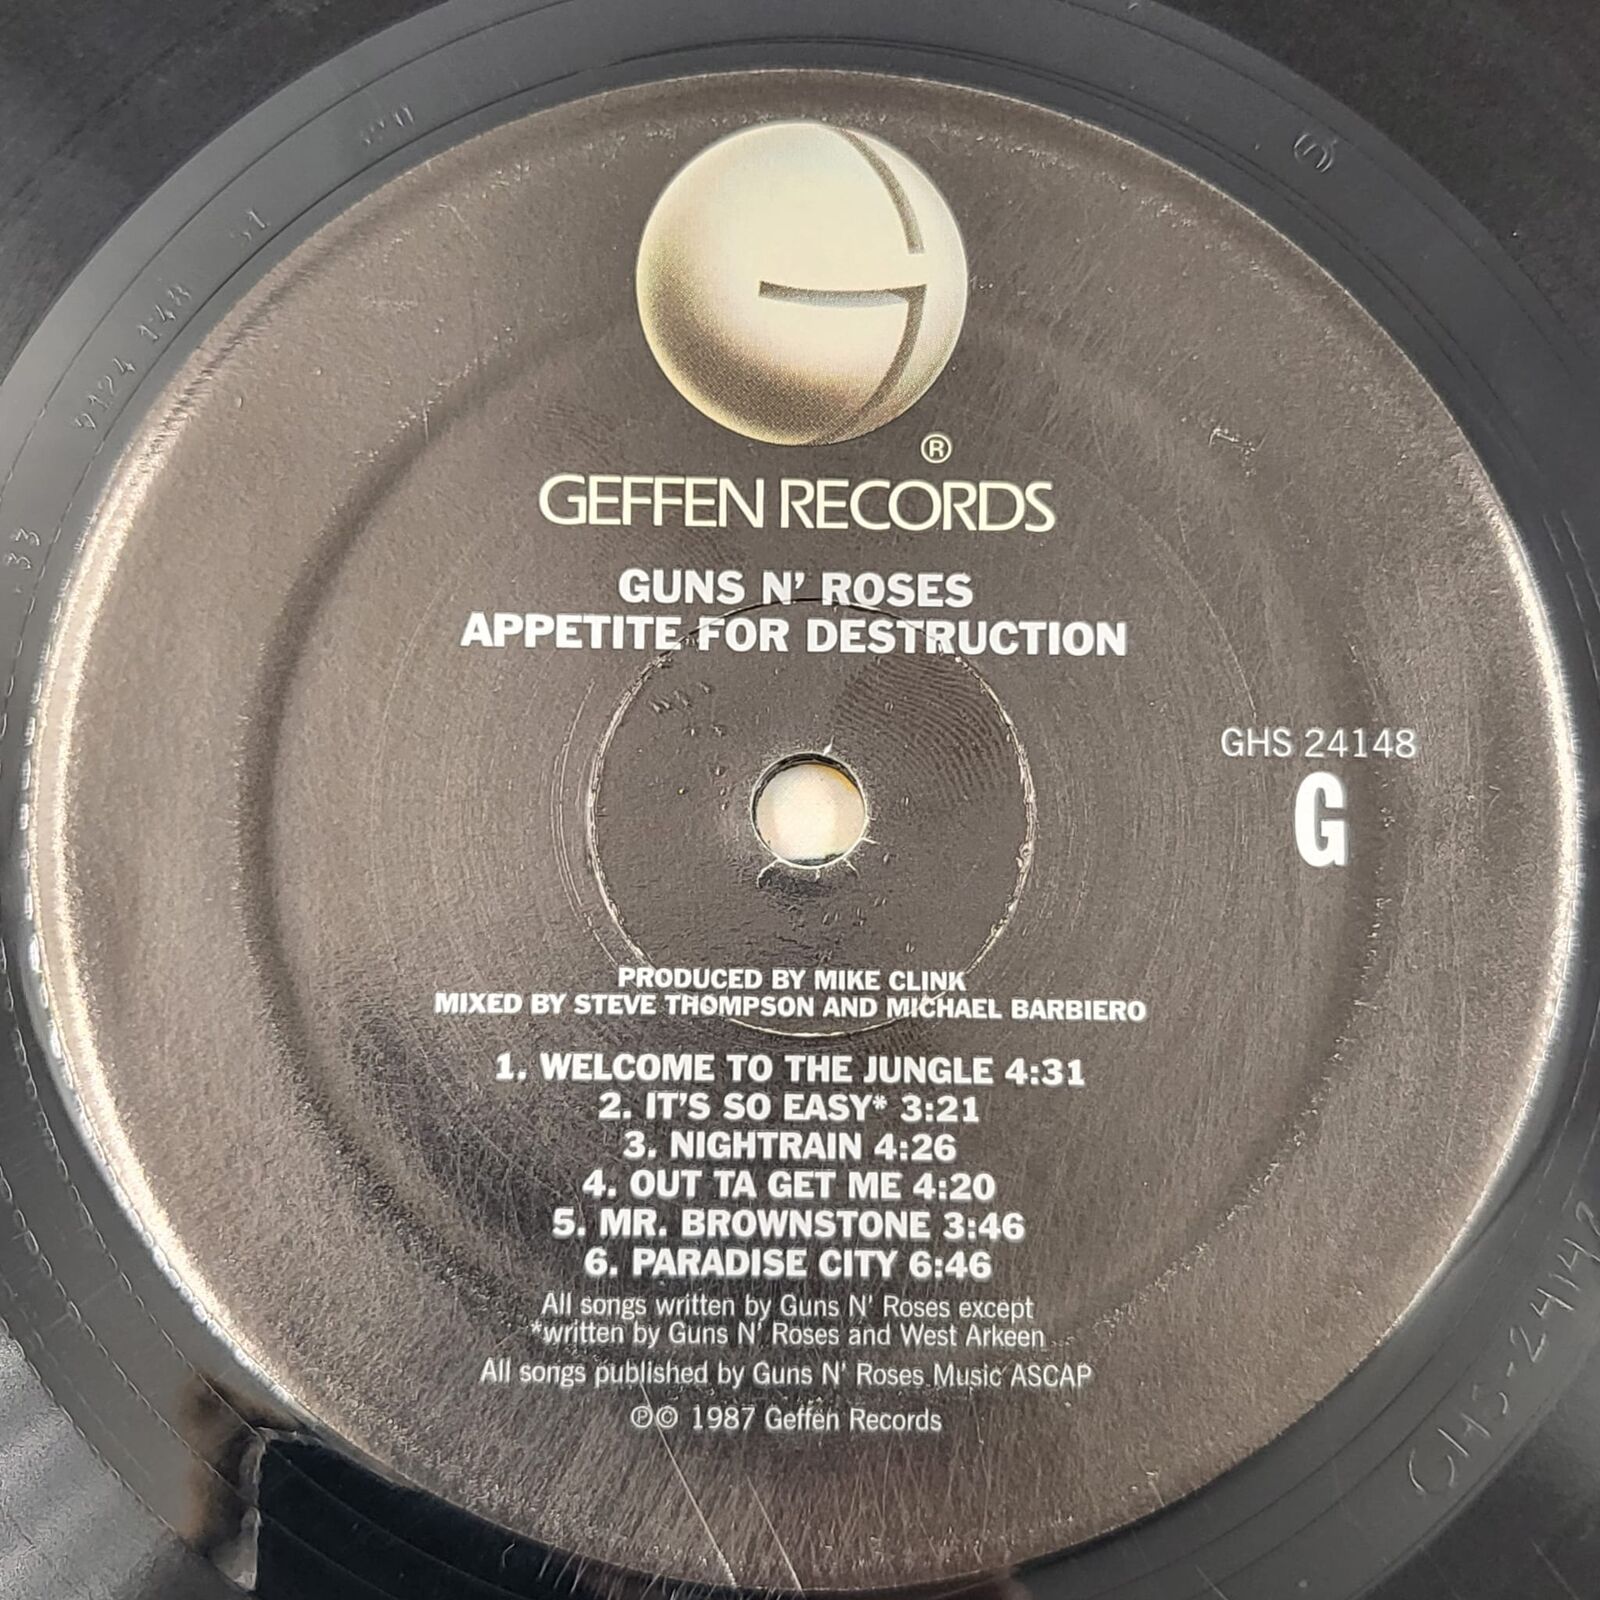 ®
GEFFEN RECORDS
GUNS N' ROSES
APPETITE FOR DESTRUCTION
GHS 24148
G
PRODUCED BY MIKE CLINK
MIXED BY STEVE THOMPSON AND MICHAEL BARBIERO
1. WELCOME TO THE JUNGLE 4:31
2. IT'S SO EASY* 3:21
3. NIGHTRAIN 4:26
4. OUT TA GET ME 4:20
5. MR. BROWNSTONE 3:46
6. PARADISE CITY 6:46
All songs written by Guns N' Roses except
*written by Guns N' Roses and West Arkeen
All songs published by Guns N' Roses Music ASCAP
℗© 1987 Geffen Records
33
S1